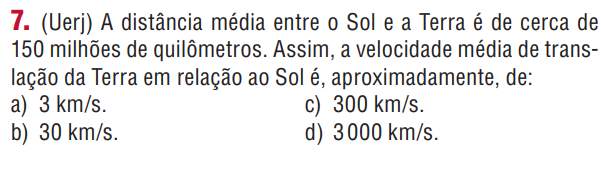 7. (Uerj) A distância média entre o Sol e a Terra é de cerca de
150 milhões de quilômetros. Assim, a velocidade média de trans-
lação da Terra em relação ao Sol é, aproximadamente, de:
a) 3 km/s. c) 300 km/s.
b) 30 km/s. d) 3 000 km/s.